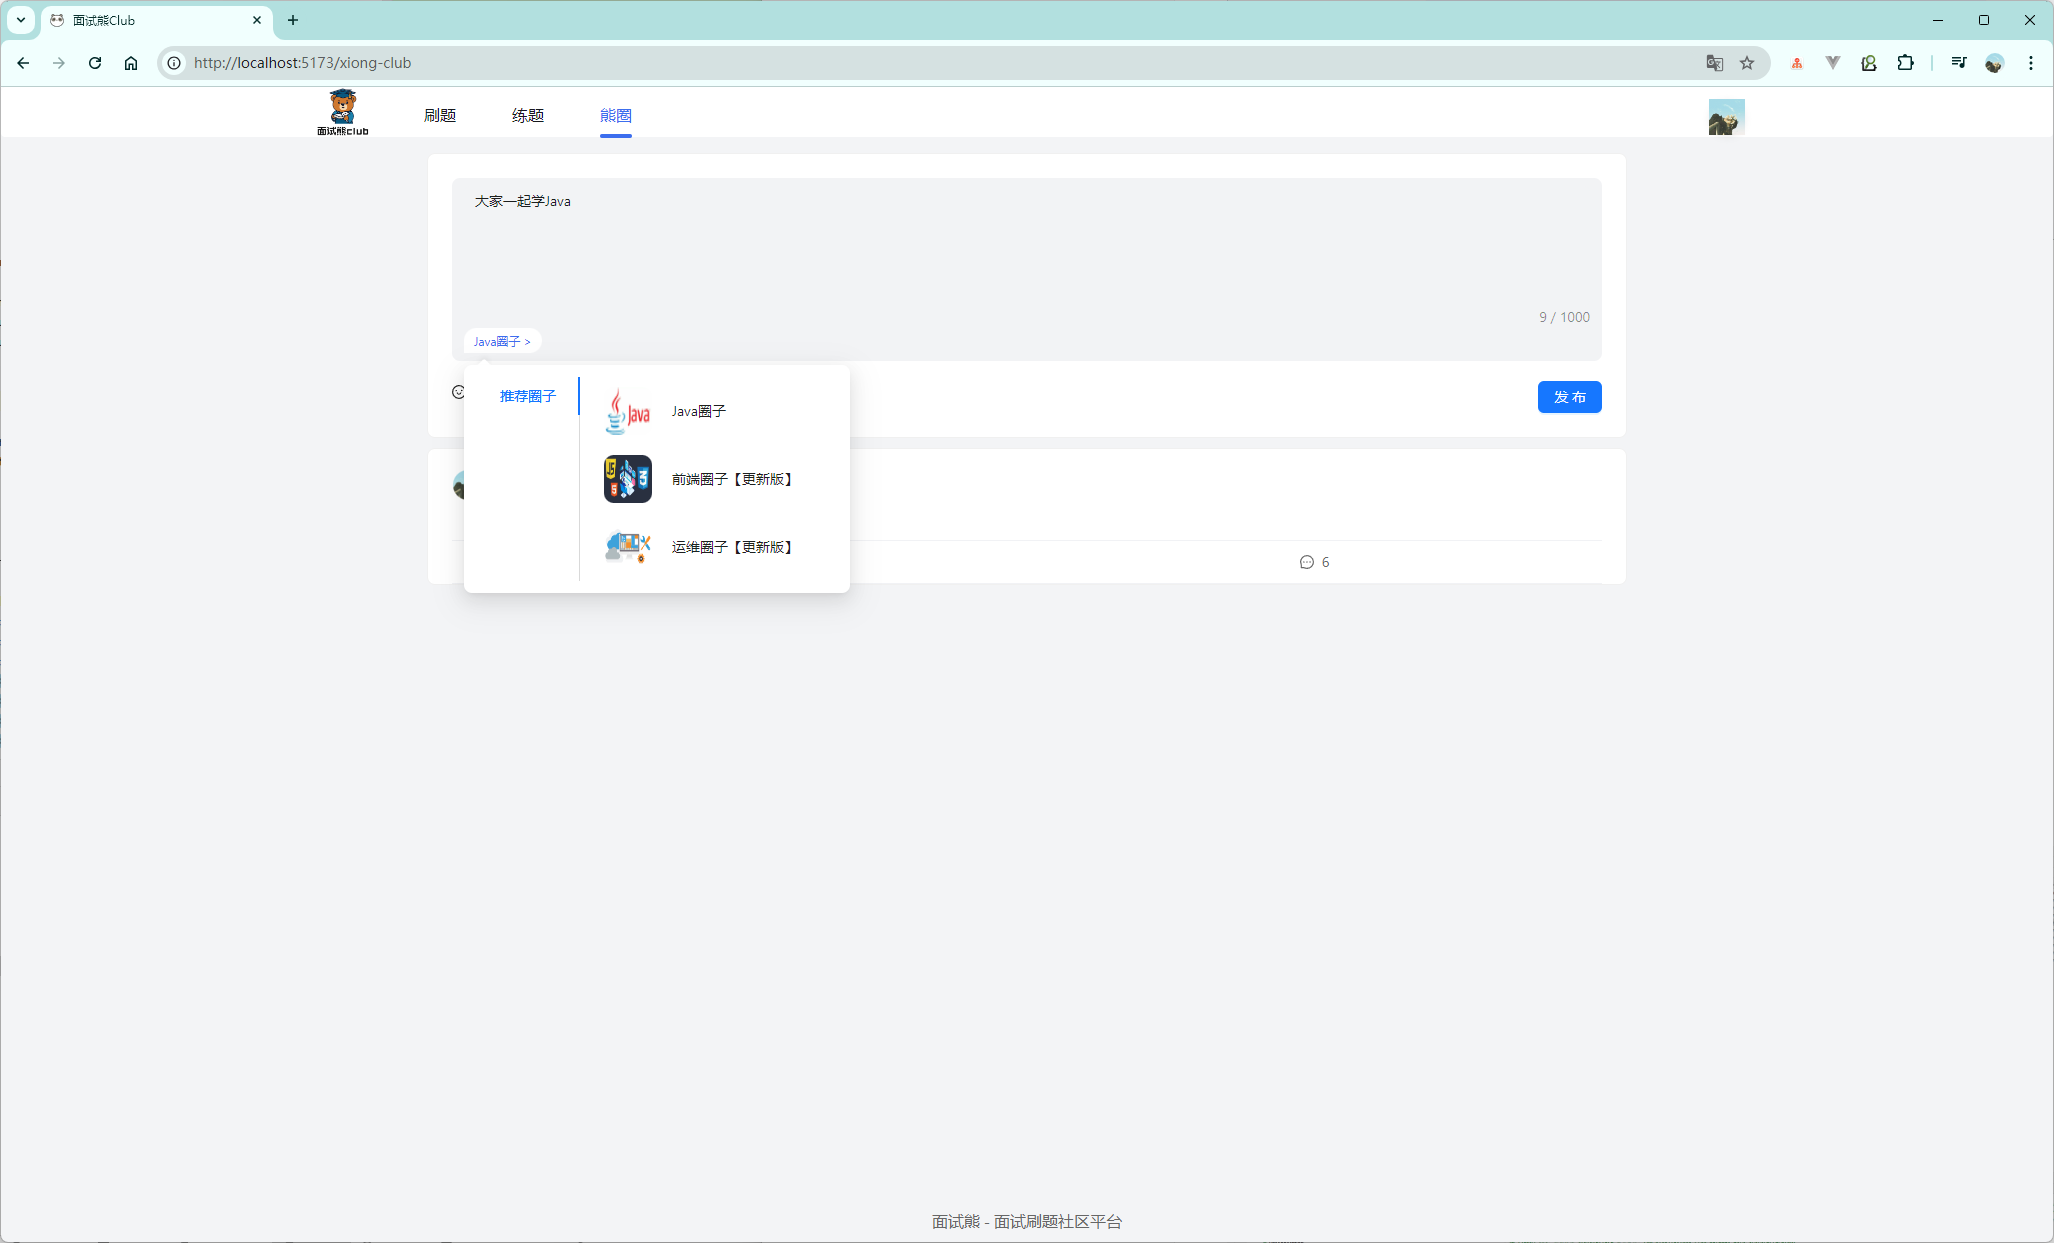 面试熊Club
http://localhost:5173/xiong-club
面试熊club
刷题
练题
熊圈
大家一起学Java
9 / 1000
Java圈子 >
推荐圈子
Java
Java圈子
前端圈子【更新版】
运维圈子【更新版】
发 布
6
面试熊 - 面试刷题社区平台